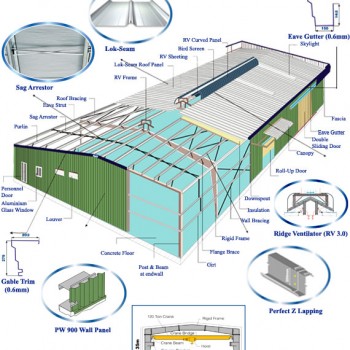 Lok-Seam
RV Curved Panel
Bird Screen
RV Sheeting
Lok-Seam Roof Panel
RV Frame
Eave Gutter (0.6mm)
Skylight
Sag Arrestor
Roof Bracing
Eave Strut
Sag Arrestor
Purlin
Fascia
Eave Gutter
Double
Sliding Door
Canopy
Roll-Up Door
Personnel
Door
Aluminium
Glass Window
Louver
Downspout
Insulation
Wall Bracing
Rigid Frame
Flange Brace
Girt
Concrete Floor
Post & Beam
at Endwall
Ridge Ventilator (RV 3.0)
Gable Trim
(0.6mm)
PW 900 Wall Panel
Perfect Z Lapping
Rigid Frame
Crane Bridge
Crane Beam